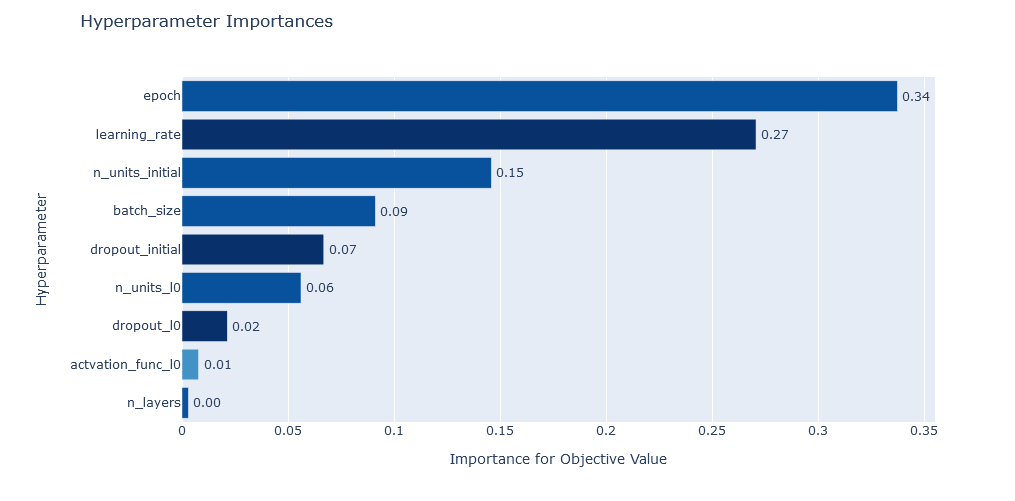 Hyperparameter Importances
Hyperparameter
epoch 0.34
learning_rate 0.27
n_units_initial 0.15
batch_size 0.09
dropout_initial 0.07
n_units_l0 0.06
dropout_l0 0.02
actvation_func_l0 0.01
n_layers 0.00
0 0.05 0.1 0.15 0.2 0.25 0.3 0.35
Importance for Objective Value